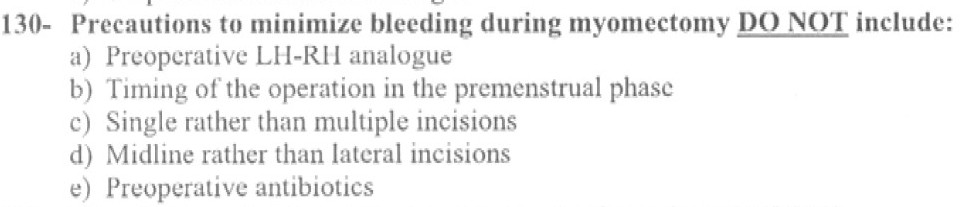 130- Precautions to minimize bleeding during myomectomy DO NOT include:
a) Preoperative LH-RH analogue
b) Timing of the operation in the premenstrual phase
c) Single rather than multiple incisions
d) Midline rather than lateral incisions
e) Preoperative antibiotics